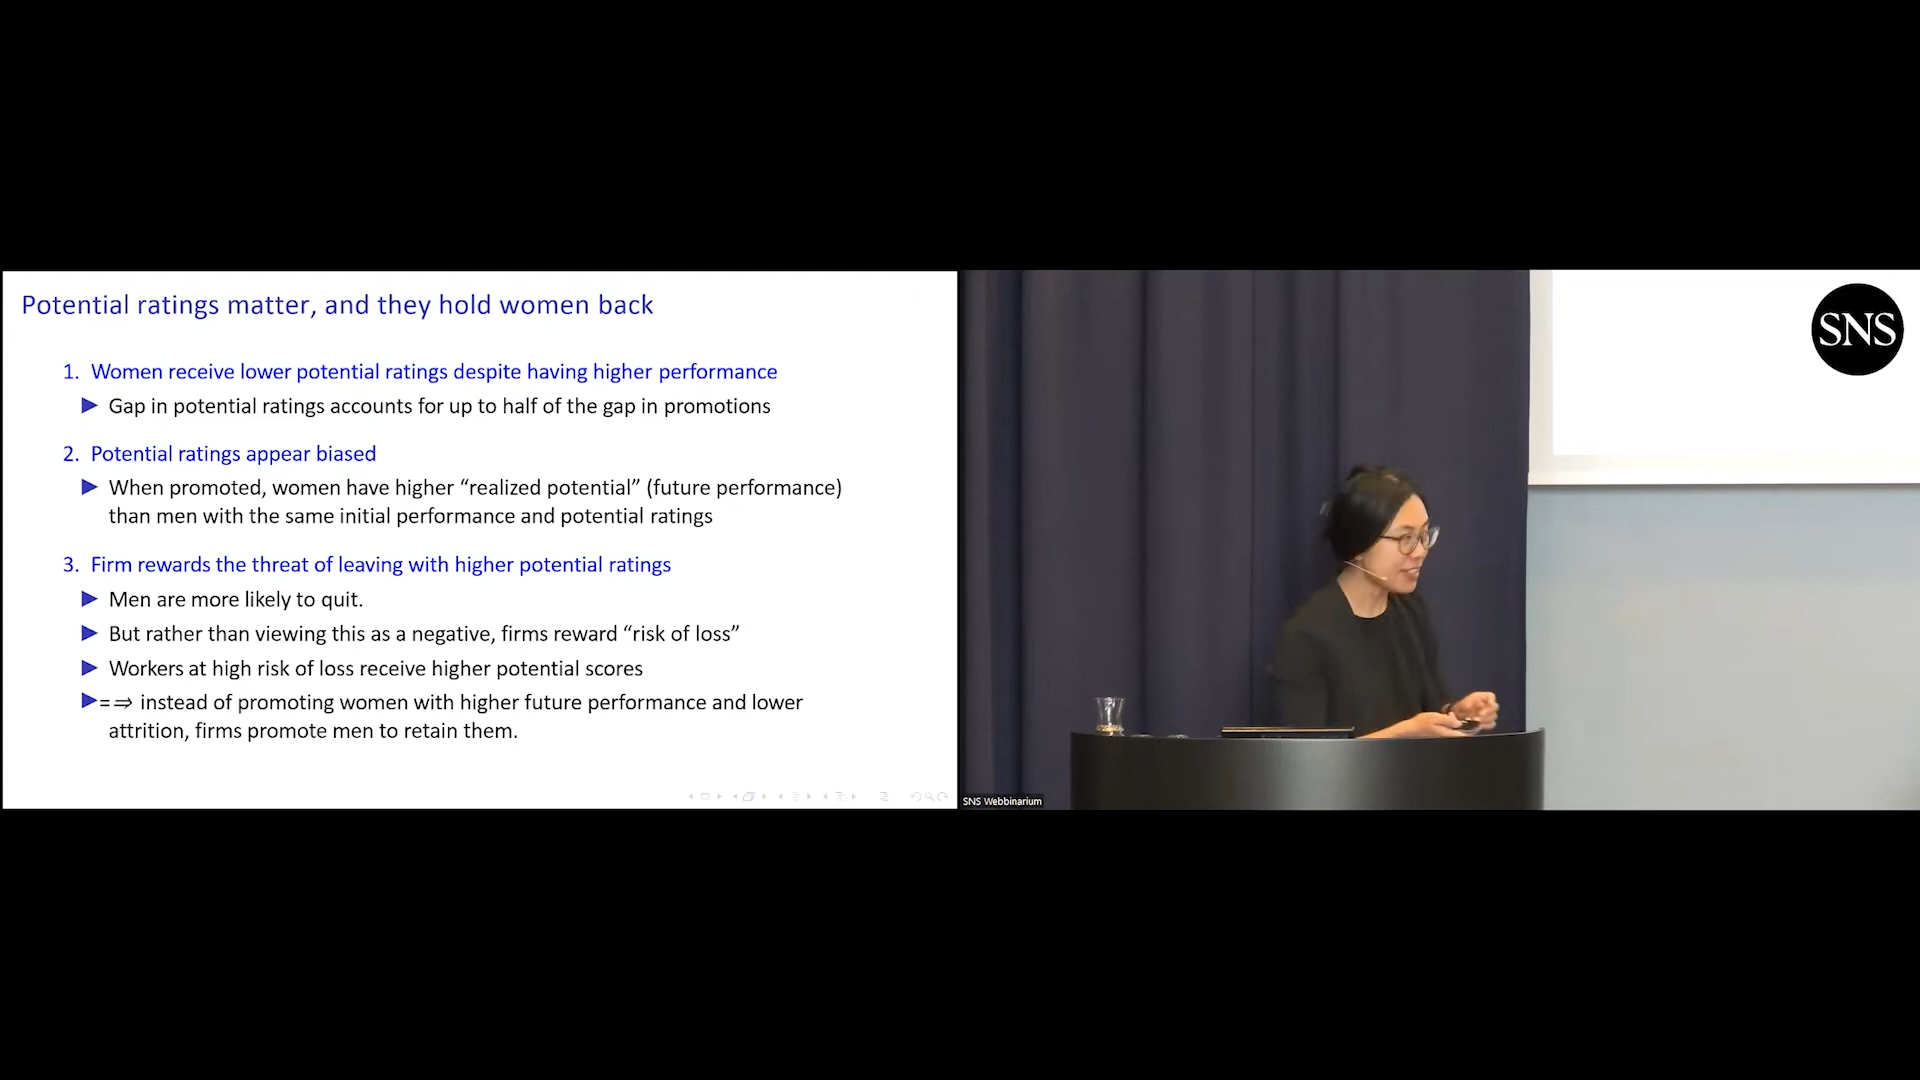 Potential ratings matter, and they hold women back
1. Women receive lower potential ratings despite having higher performance
▶ Gap in potential ratings accounts for up to half of the gap in promotions
2. Potential ratings appear biased
▶ When promoted, women have higher “realized potential” (future performance)
than men with the same initial performance and potential ratings
3. Firm rewards the threat of leaving with higher potential ratings
▶ Men are more likely to quit.
▶ But rather than viewing this as a negative, firms reward “risk of loss”
▶ Workers at high risk of loss receive higher potential scores
▶=⇒ instead of promoting women with higher future performance and lower
attrition, firms promote men to retain them.
SNS
SNS Webbinarium